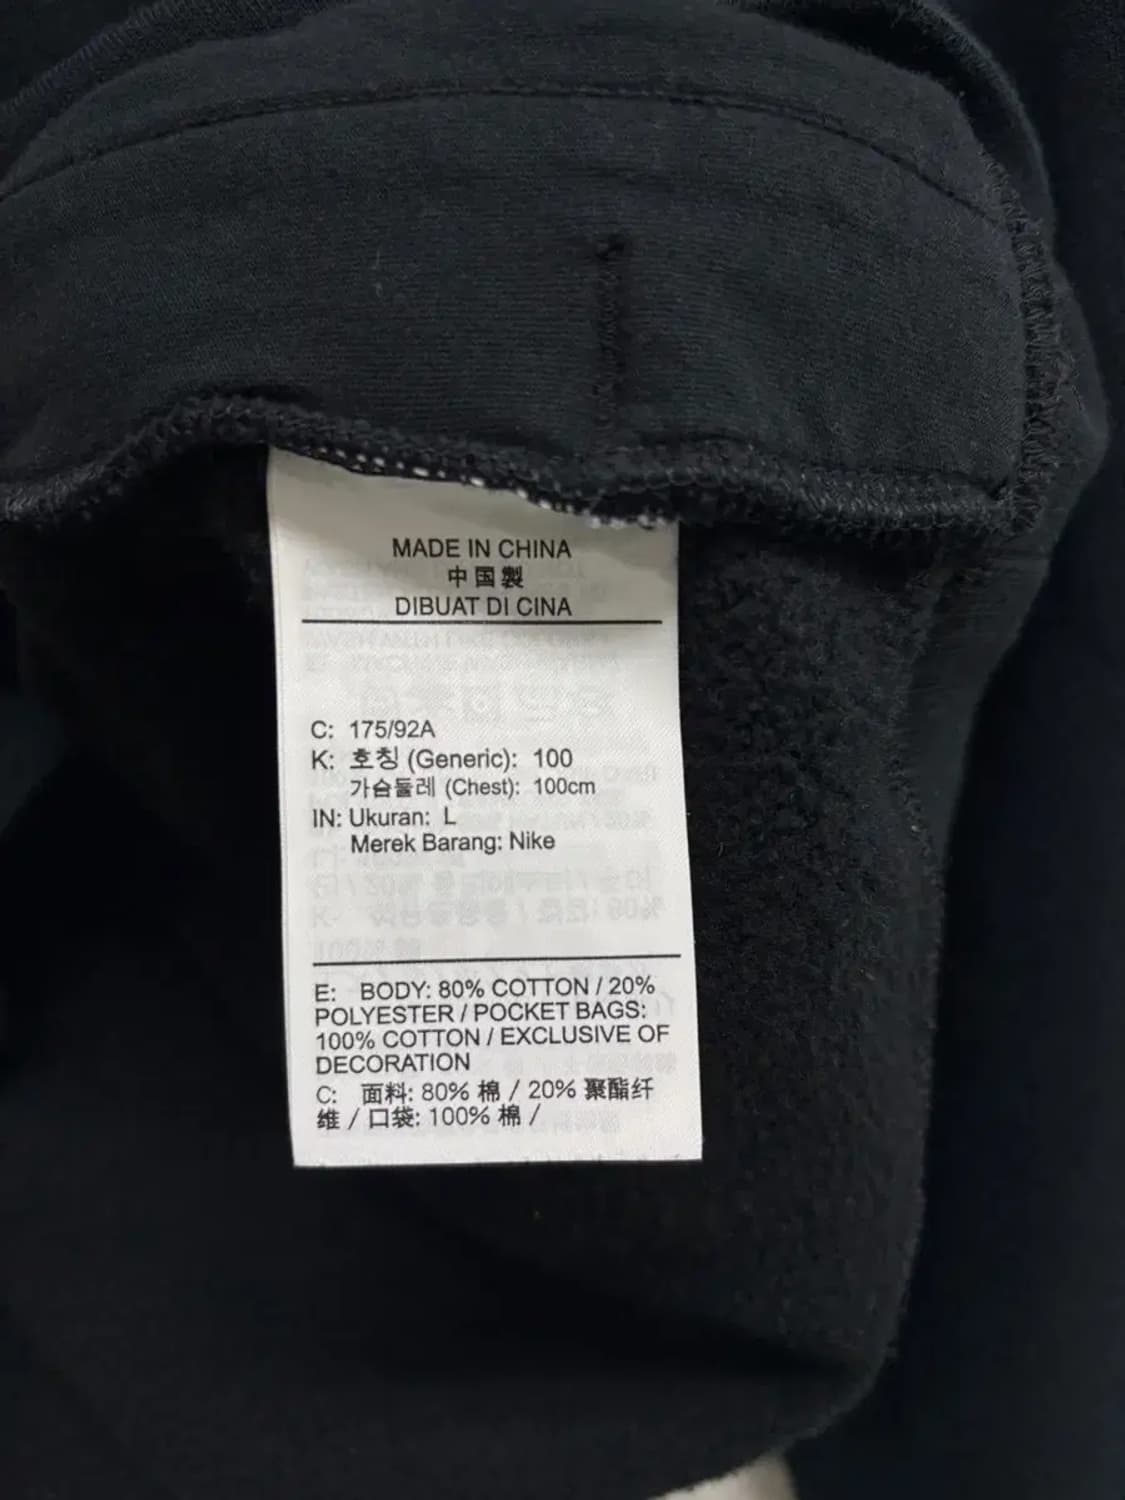 MADE IN CHINA
中国製
DIBUAT DI CINA
C: 175/92A
K: 호칭 (Generic): 100
가슴둘레 (Chest): 100cm
IN: Ukuran: L
Merek Barang: Nike
E: BODY: 80% COTTON / 20%
POLYESTER / POCKET BAGS:
100% COTTON / EXCLUSIVE OF
DECORATION
C: 面料: 80% 棉 / 20% 聚酯纤
维 / 口袋: 100% 棉 /